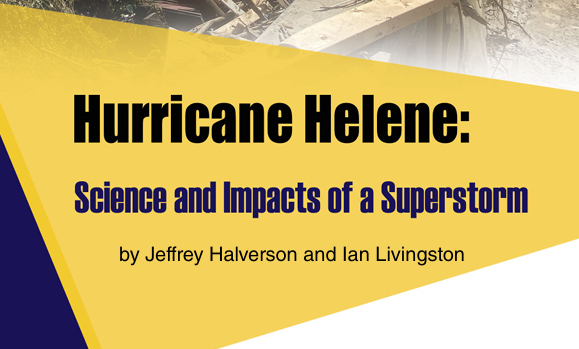 Hurricane Helene:
Science and Impacts of a Superstorm
by Jeffrey Halverson and Ian Livingston